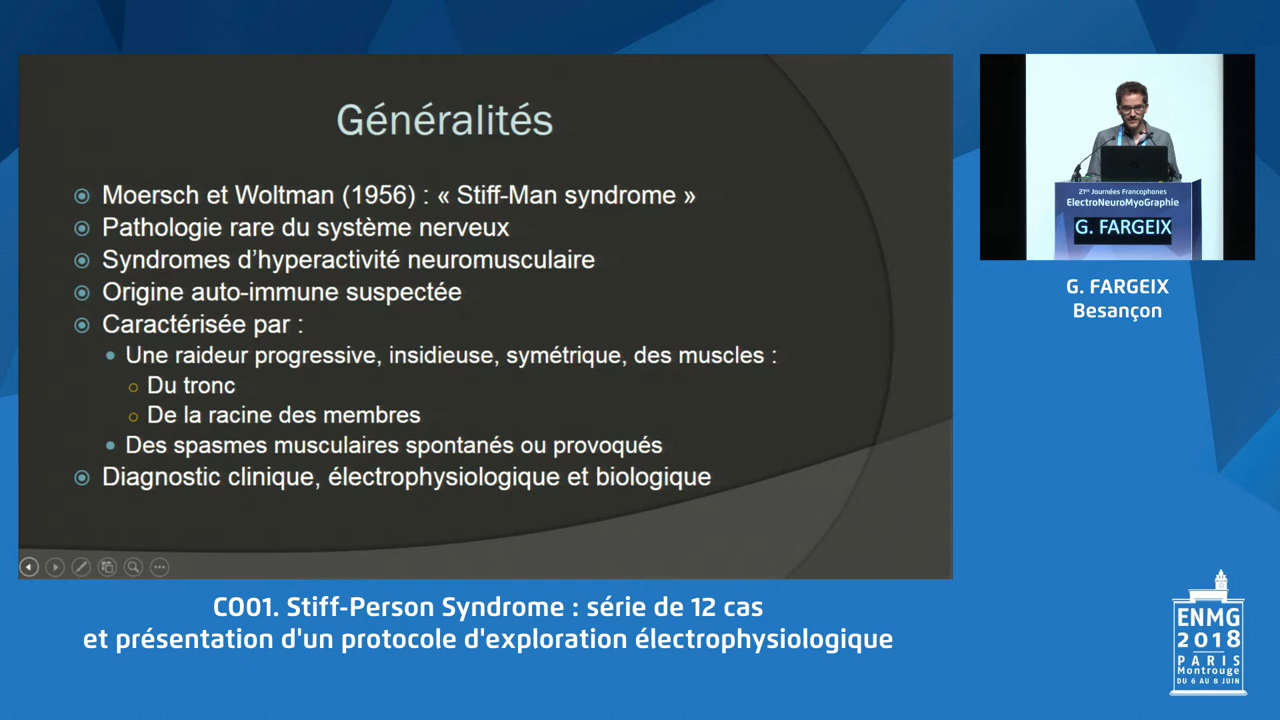 Généralités
Moersch et Woltman (1956) : « Stiff-Man syndrome »
Pathologie rare du système nerveux
Syndromes d'hyperactivité neuromusculaire
Origine auto-immune suspectée
Caractérisée par :
Une raideur progressive, insidieuse, symétrique, des muscles :
Du tronc
De la racine des membres
Des spasmes musculaires spontanés ou provoqués
Diagnostic clinique, électrophysiologique et biologique
21es Journées Francophones
ElectroNeuroMyoGraphie
G. FARGEIX
G. FARGEIX
Besançon
CO01. Stiff-Person Syndrome : série de 12 cas
et présentation d'un protocole d'exploration électrophysiologique
ENMG
2018
PARIS
Montrouge
DU 6 AU 8 JUIN